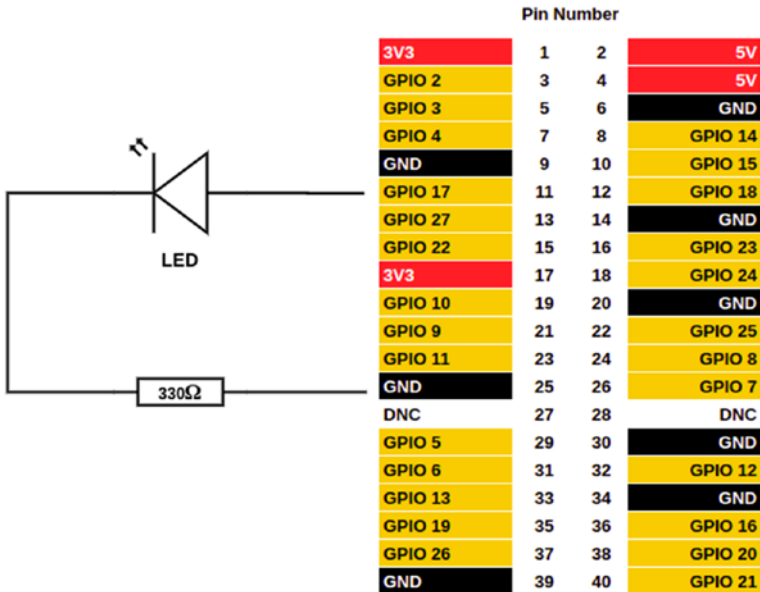 Pin Number
3V3 1 2 5V
GPIO 2 3 4 5V
GPIO 3 5 6 GND
GPIO 4 7 8 GPIO 14
GND 9 10 GPIO 15
GPIO 17 11 12 GPIO 18
GPIO 27 13 14 GND
GPIO 22 15 16 GPIO 23
LED
3V3 17 18 GPIO 24
GPIO 10 19 20 GND
GPIO 9 21 22 GPIO 25
GPIO 11 23 24 GPIO 8
330Ω
GND 25 26 GPIO 7
DNC 27 28 DNC
GPIO 5 29 30 GND
GPIO 6 31 32 GPIO 12
GPIO 13 33 34 GND
GPIO 19 35 36 GPIO 16
GPIO 26 37 38 GPIO 20
GND 39 40 GPIO 21